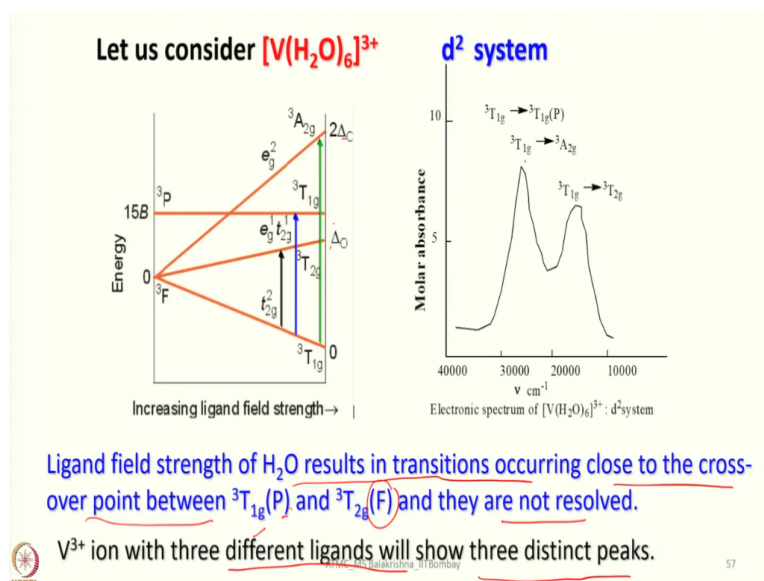 Let us consider [V(H₂O)₆]³⁺ d² system
³A₂g 2Δ
eg²
³P
15B
³T₁g
eg¹t₂g¹
Δo
Energy
0
³T₂g
³F
t₂g²
³T₁g 0
Increasing ligand field strength→
³T₁g → ³T₁g(P)
10
³T₁g → ³A₂g
³T₁g → ³T₂g
Molar absorbance
5
40000 30000 20000 10000
ν cm⁻¹
Electronic spectrum of [V(H₂O)₆]³⁺ : d²system
Ligand field strength of H₂O results in transitions occurring close to the cross-
over point between ³T₁g(P) and ³T₂g(F) and they are not resolved.
V³⁺ ion with three different ligands will show three distinct peaks.
MS Balakrishna_IITBombay
57